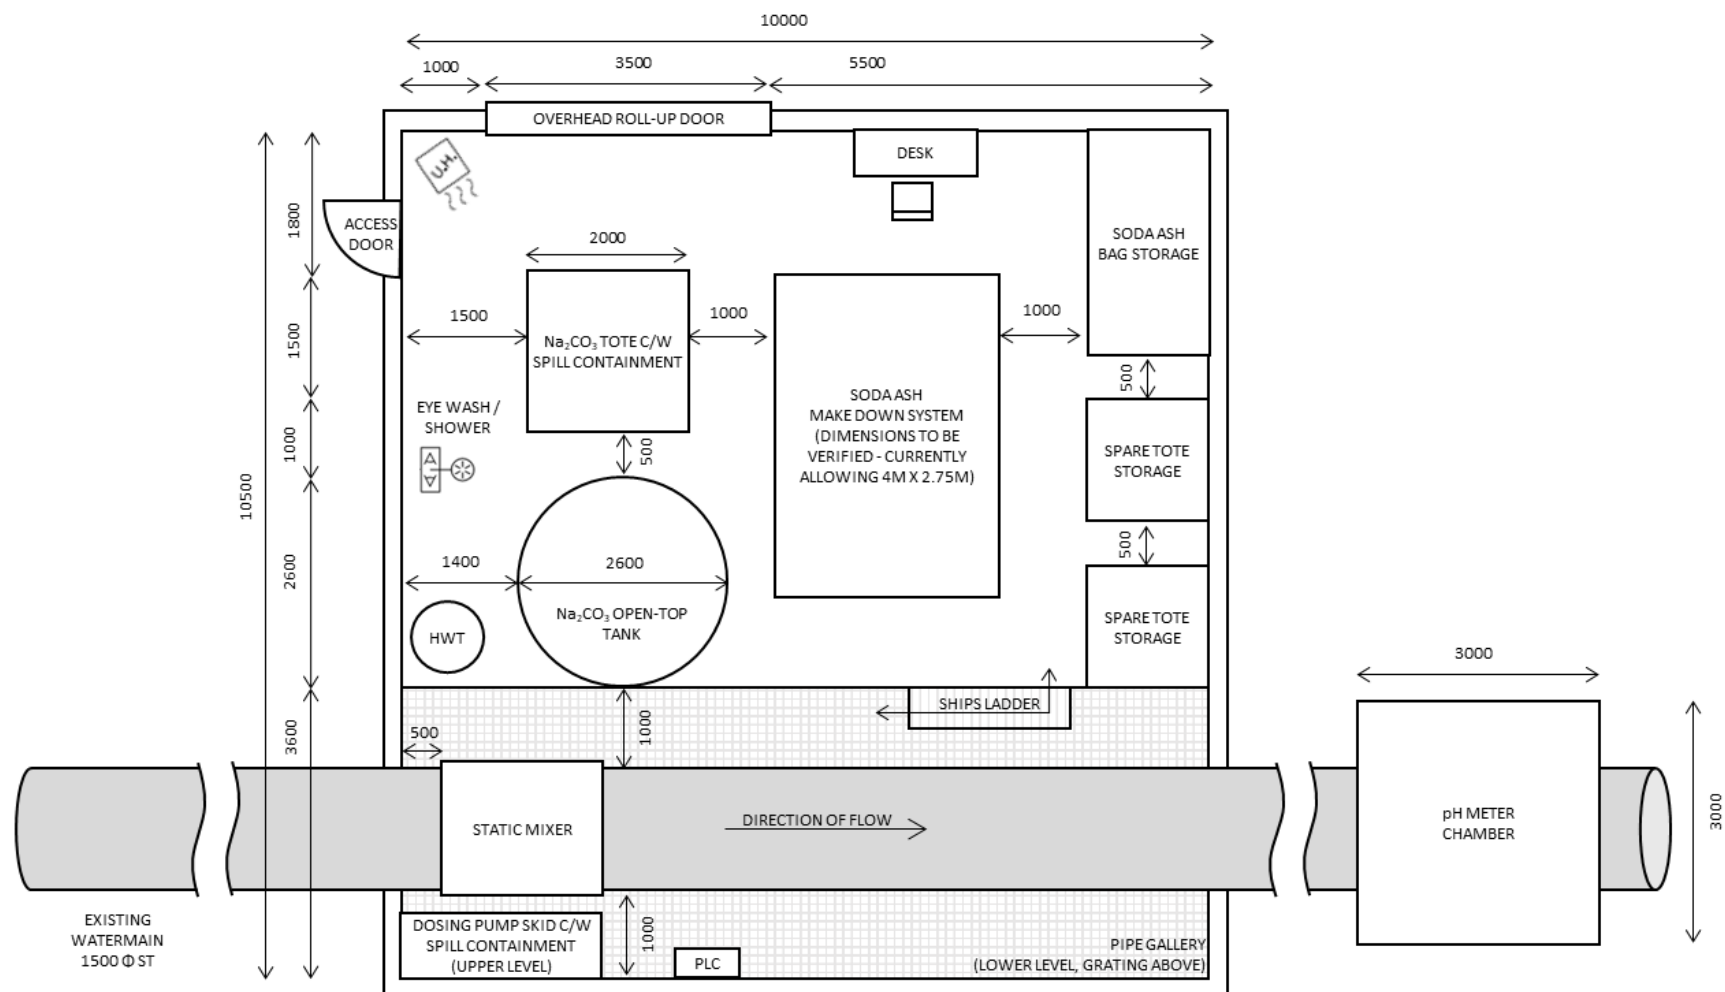 10000
1000
3500
5500
OVERHEAD ROLL-UP DOOR
DESK
U.H.
ACCESS
DOOR
1800
SODA ASH
BAG STORAGE
2000
1500
1000
1000
1500
Na₂CO₃ TOTE C/W
SPILL CONTAINMENT
500
SODA ASH
MAKE DOWN SYSTEM
(DIMENSIONS TO BE
VERIFIED - CURRENTLY
ALLOWING 4M X 2.75M)
EYE WASH /
SHOWER
1000
500
SPARE TOTE
STORAGE
10500
500
2600
1400
2600
Na₂CO₃ OPEN-TOP
TANK
HWT
SPARE TOTE
STORAGE
3000
SHIPS LADDER
3600
500
1000
STATIC MIXER
DIRECTION OF FLOW
pH METER
CHAMBER
3000
EXISTING
WATERMAIN
1500 Φ ST
DOSING PUMP SKID C/W
SPILL CONTAINMENT
(UPPER LEVEL)
1000
PLC
PIPE GALLERY
(LOWER LEVEL, GRATING ABOVE)